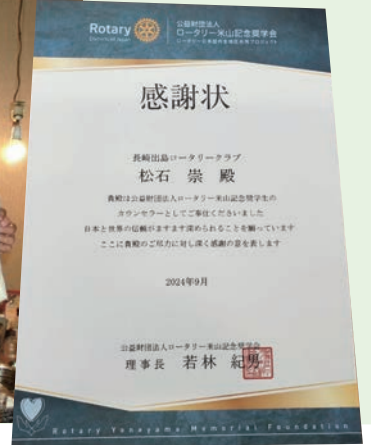 Rotary
公益財団法人
ロータリー米山記念奨学会
感謝状
長崎出島ロータリークラブ
松石 崇 殿
貴殿は公益財団法人ロータリー米山記念奨学生の
カウンセラーとしてご奉仕くださいました
日本と世界の信頼がますます深められることを願っています
ここに貴殿のご尽力に対し深く感謝の意を表します
2024年9月
公益財団法人ロータリー米山記念奨学会
理事長 若林 紀男
Rotary Yoneyama Memorial Foundation